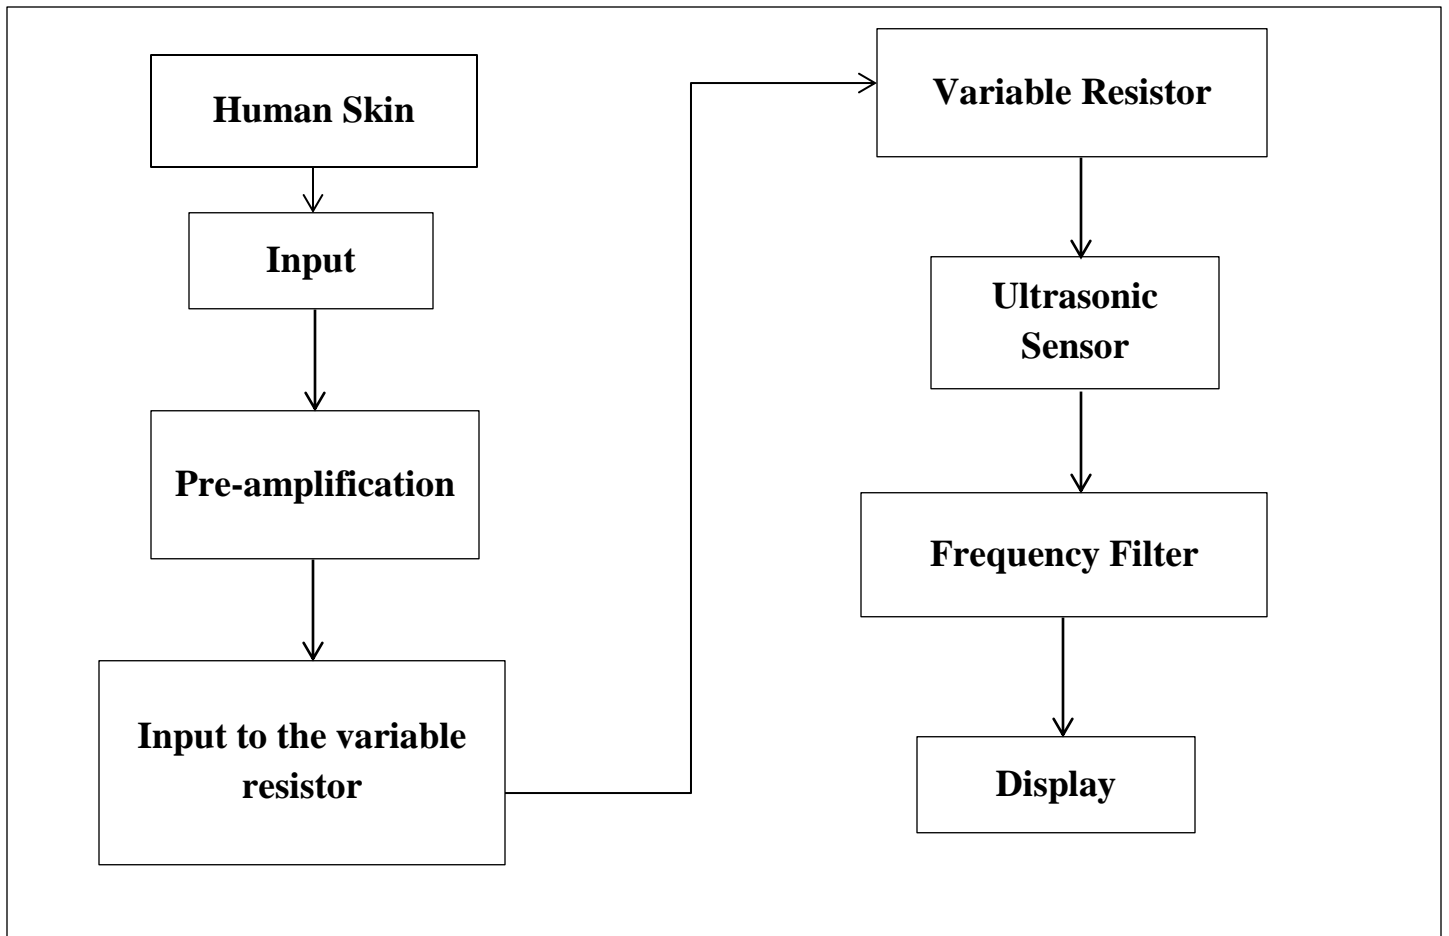 Human Skin
Input
Pre-amplification
Input to the variable
resistor
Variable Resistor
Ultrasonic
Sensor
Frequency Filter
Display